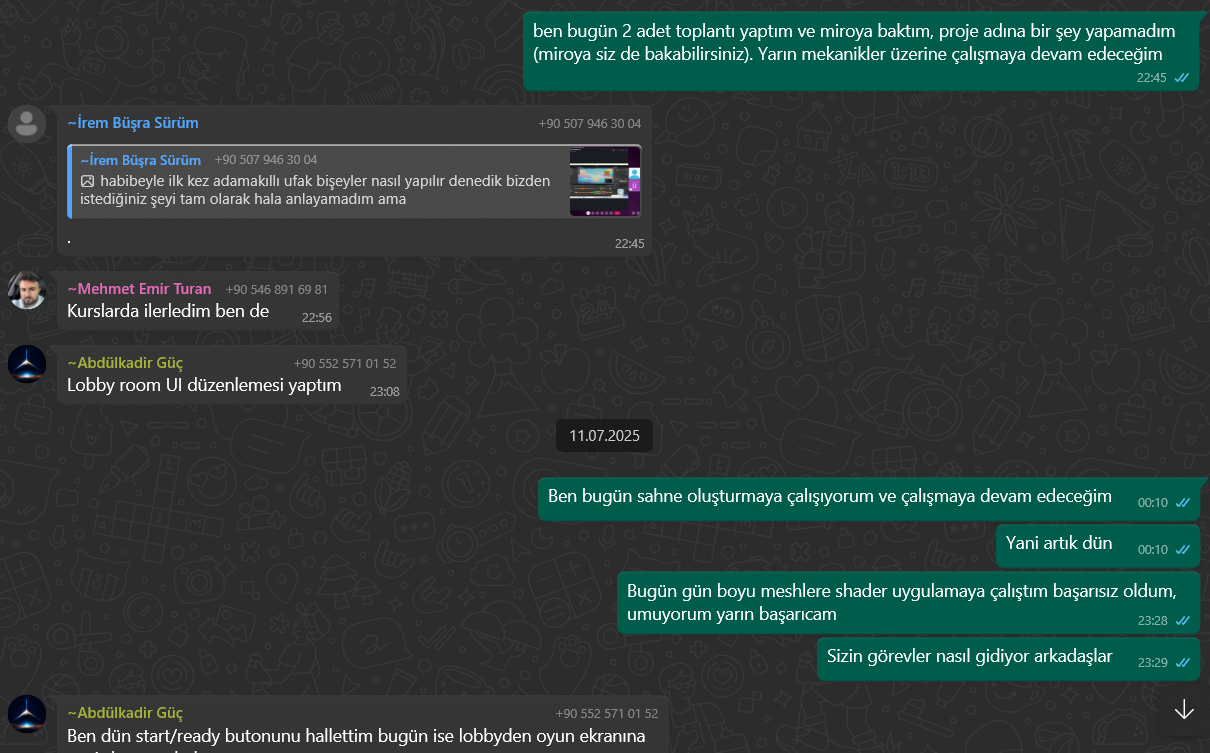 ben bugün 2 adet toplantı yaptım ve miroya baktım, proje adına bir şey yapamadım
(miroya siz de bakabilirsiniz). Yarın mekanikler üzerine çalışmaya devam edeceğim
22:45
~İrem Büşra Sürüm +90 507 946 30 04
~İrem Büşra Sürüm +90 507 946 30 04
habibeyle ilk kez adamakıllı ufak bişeyler nasıl yapılır denedik bizden
istediğiniz şeyi tam olarak hala anlayamadım ama
.
22:45
~Mehmet Emir Turan +90 546 891 69 81
Kurslarda ilerledim ben de
22:56
~Abdülkadir Güç +90 552 571 01 52
Lobby room UI düzenlemesi yaptım
23:08
11.07.2025
Ben bugün sahne oluşturmaya çalışıyorum ve çalışmaya devam edeceğim
00:10
Yani artık dün
00:10
Bugün gün boyu meshlere shader uygulamaya çalıştım başarısız oldum,
umuyorum yarın başarıcam
23:28
Sizin görevler nasıl gidiyor arkadaşlar
23:29
~Abdülkadir Güç +90 552 571 01 52
Ben dün start/ready butonunu hallettim bugün ise lobbyden oyun ekranına